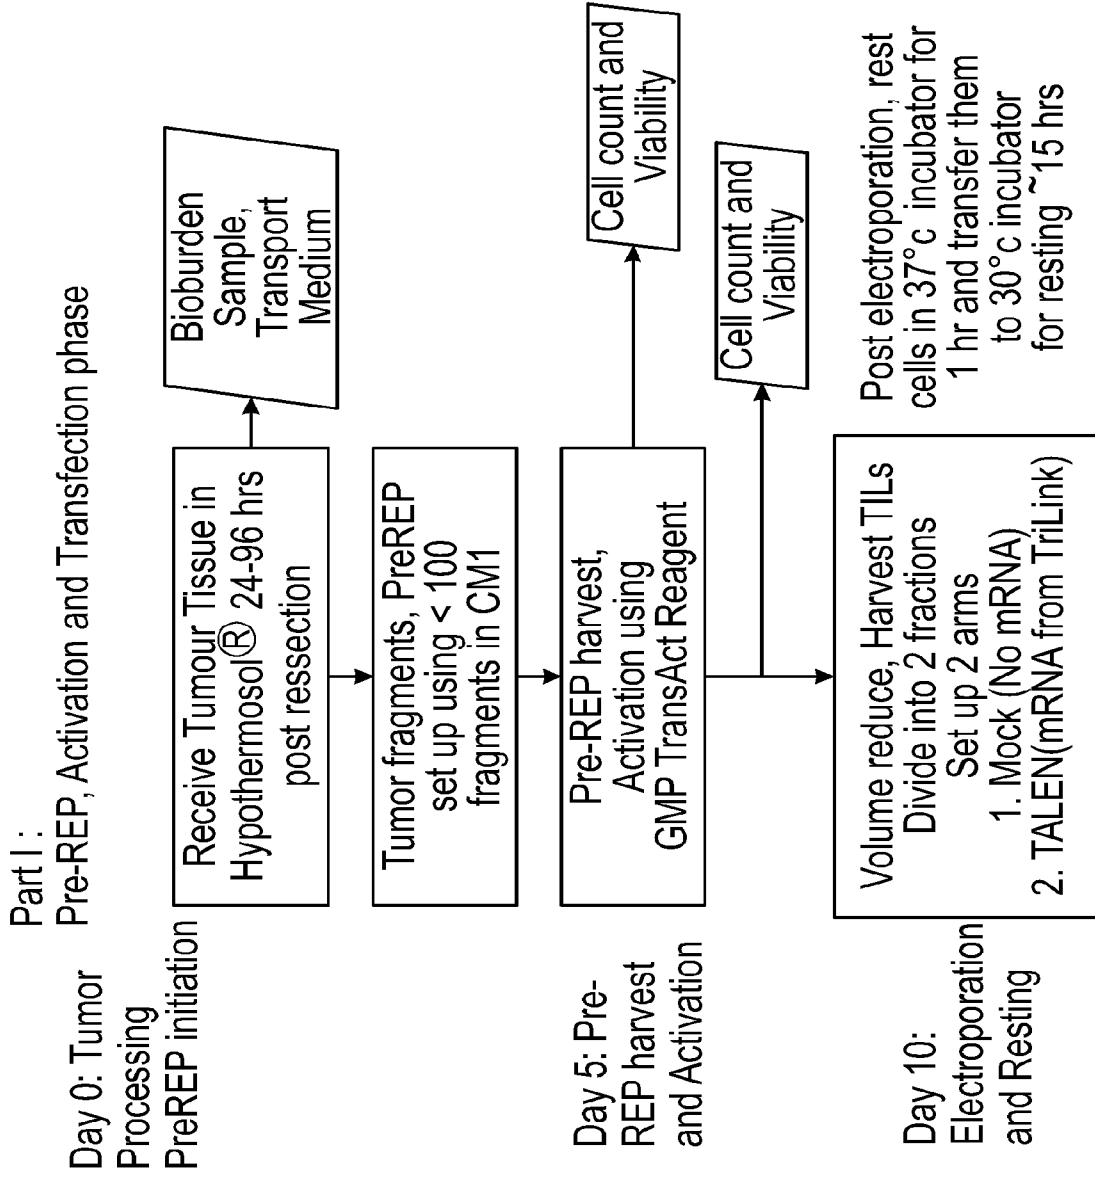 Part I :
Pre-REP, Activation and Transfection phase
Day 0: Tumor
Processing
PreREP initiation
Receive Tumour Tissue in
Hypothermosol® 24-96 hrs
post ressection
Bioburden
Sample,
Transport
Medium
Tumor fragments, PreREP
set up using < 100
fragments in CM1
Day 5: Pre-
REP harvest
and Activation
Pre-REP harvest,
Activation using
GMP TransAct Reagent
Cell count and
Viability
Cell count and
Viability
Day 10:
Electroporation
and Resting
Volume reduce, Harvest TILs
Divide into 2 fractions
Set up 2 arms
1. Mock (No mRNA)
2. TALEN(mRNA from TriLink)
Post electroporation, rest
cells in 37°c incubator for
1 hr and transfer them
to 30°c incubator
for resting ~15 hrs